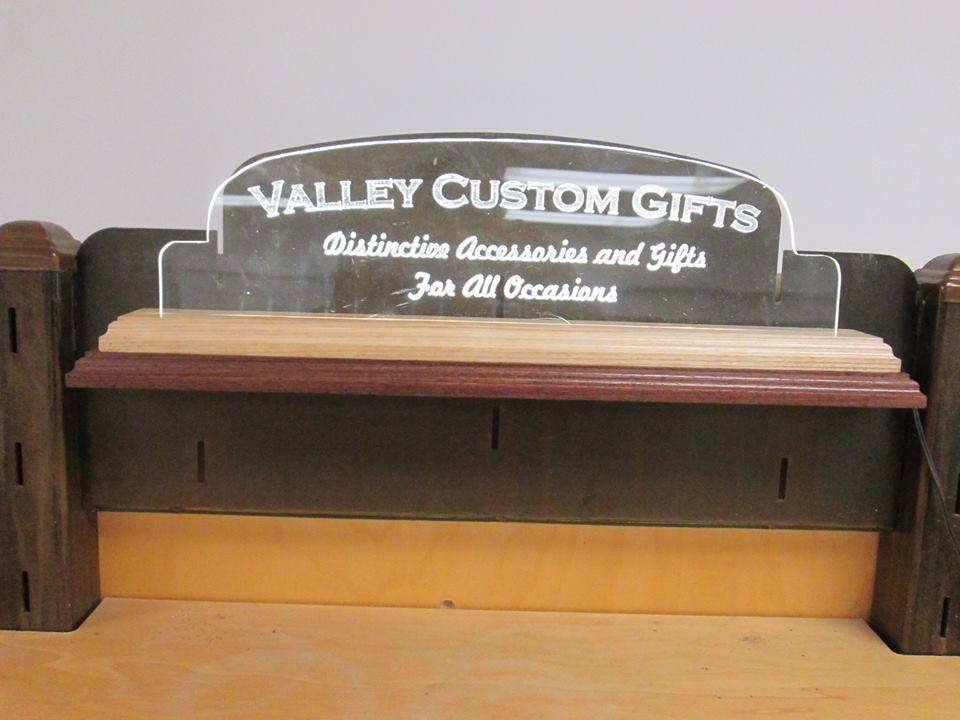 VALLEY CUSTOM GIFTS
Distinctive Accessories and Gifts
For All Occasions